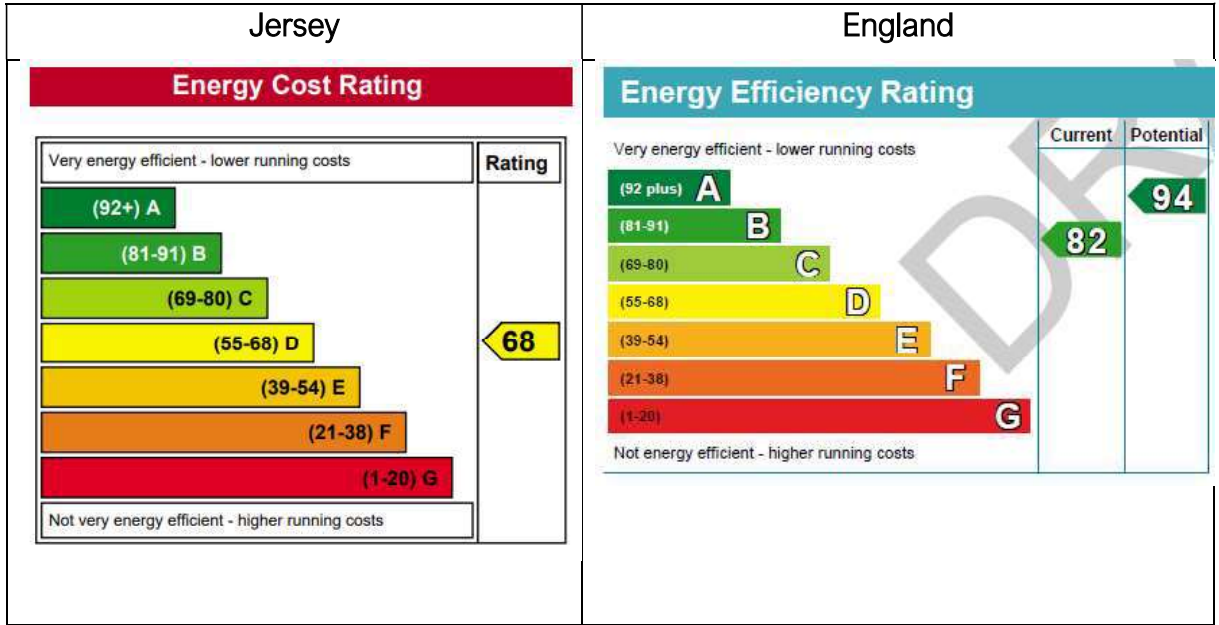 Jersey
England
Energy Cost Rating
Very energy efficient - lower running costs
Rating
(92+) A
(81-91) B
(69-80) C
(55-68) D
68
(39-54) E
(21-38) F
(1-20) G
Not very energy efficient - higher running costs
Energy Efficiency Rating
Current
Potential
Very energy efficient - lower running costs
(92 plus) A
94
(81-91) B
82
(69-80) C
(55-68) D
(39-54) E
(21-38) F
(1-20) G
Not energy efficient - higher running costs